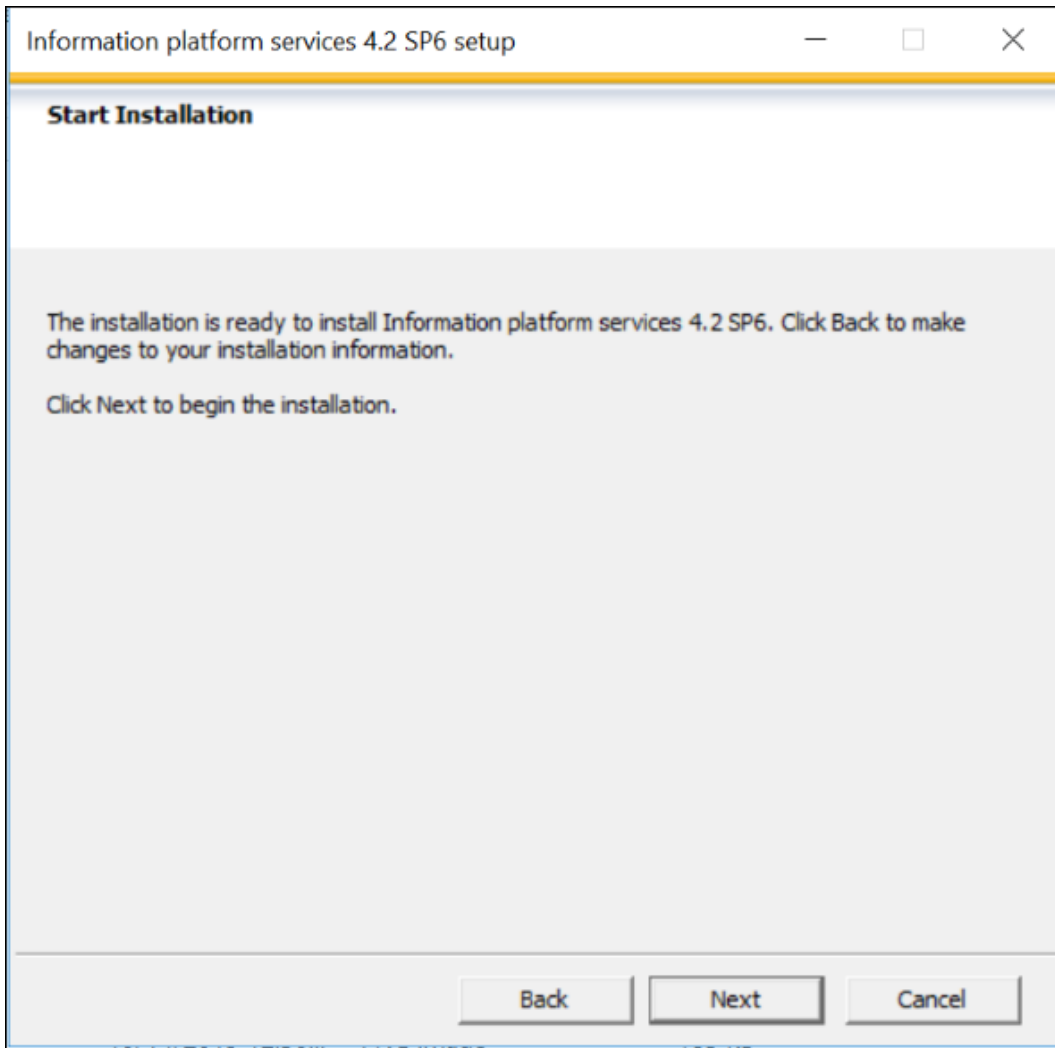 Information platform services 4.2 SP6 setup
Start Installation
The installation is ready to install Information platform services 4.2 SP6. Click Back to make
changes to your installation information.
Click Next to begin the installation.
Back
Next
Cancel